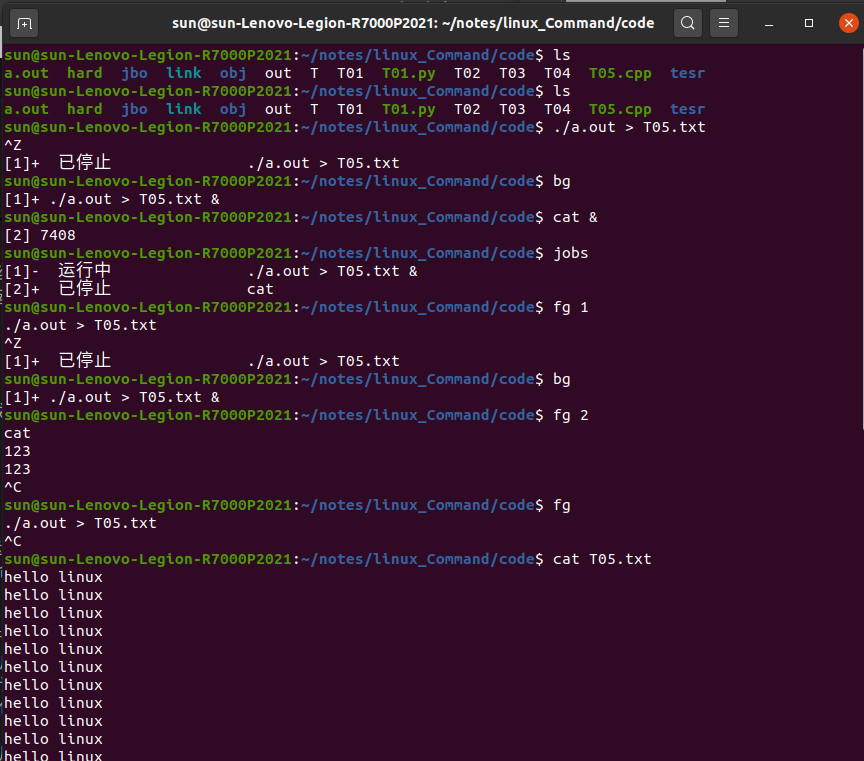 sun@sun-Lenovo-Legion-R7000P2021: ~/notes/linux_Command/code
sun@sun-Lenovo-Legion-R7000P2021:~/notes/linux_Command/code$ ls
a.out  hard  jbo  link  obj  out  T  T01  T01.py  T02  T03  T04  T05.cpp  tesr
sun@sun-Lenovo-Legion-R7000P2021:~/notes/linux_Command/code$ ls
a.out  hard  jbo  link  obj  out  T  T01  T01.py  T02  T03  T04  T05.cpp  tesr
sun@sun-Lenovo-Legion-R7000P2021:~/notes/linux_Command/code$ ./a.out > T05.txt
^Z
[1]+  已停止               ./a.out > T05.txt
sun@sun-Lenovo-Legion-R7000P2021:~/notes/linux_Command/code$ bg
[1]+ ./a.out > T05.txt &
sun@sun-Lenovo-Legion-R7000P2021:~/notes/linux_Command/code$ cat &
[2] 7408
sun@sun-Lenovo-Legion-R7000P2021:~/notes/linux_Command/code$ jobs
[1]-  运行中               ./a.out > T05.txt &
[2]+  已停止               cat
sun@sun-Lenovo-Legion-R7000P2021:~/notes/linux_Command/code$ fg 1
./a.out > T05.txt
^Z
[1]+  已停止               ./a.out > T05.txt
sun@sun-Lenovo-Legion-R7000P2021:~/notes/linux_Command/code$ bg
[1]+ ./a.out > T05.txt &
sun@sun-Lenovo-Legion-R7000P2021:~/notes/linux_Command/code$ fg 2
cat
123
123
^C
sun@sun-Lenovo-Legion-R7000P2021:~/notes/linux_Command/code$ fg
./a.out > T05.txt
^C
sun@sun-Lenovo-Legion-R7000P2021:~/notes/linux_Command/code$ cat T05.txt
hello linux
hello linux
hello linux
hello linux
hello linux
hello linux
hello linux
hello linux
hello linux
hello linux
hello linux